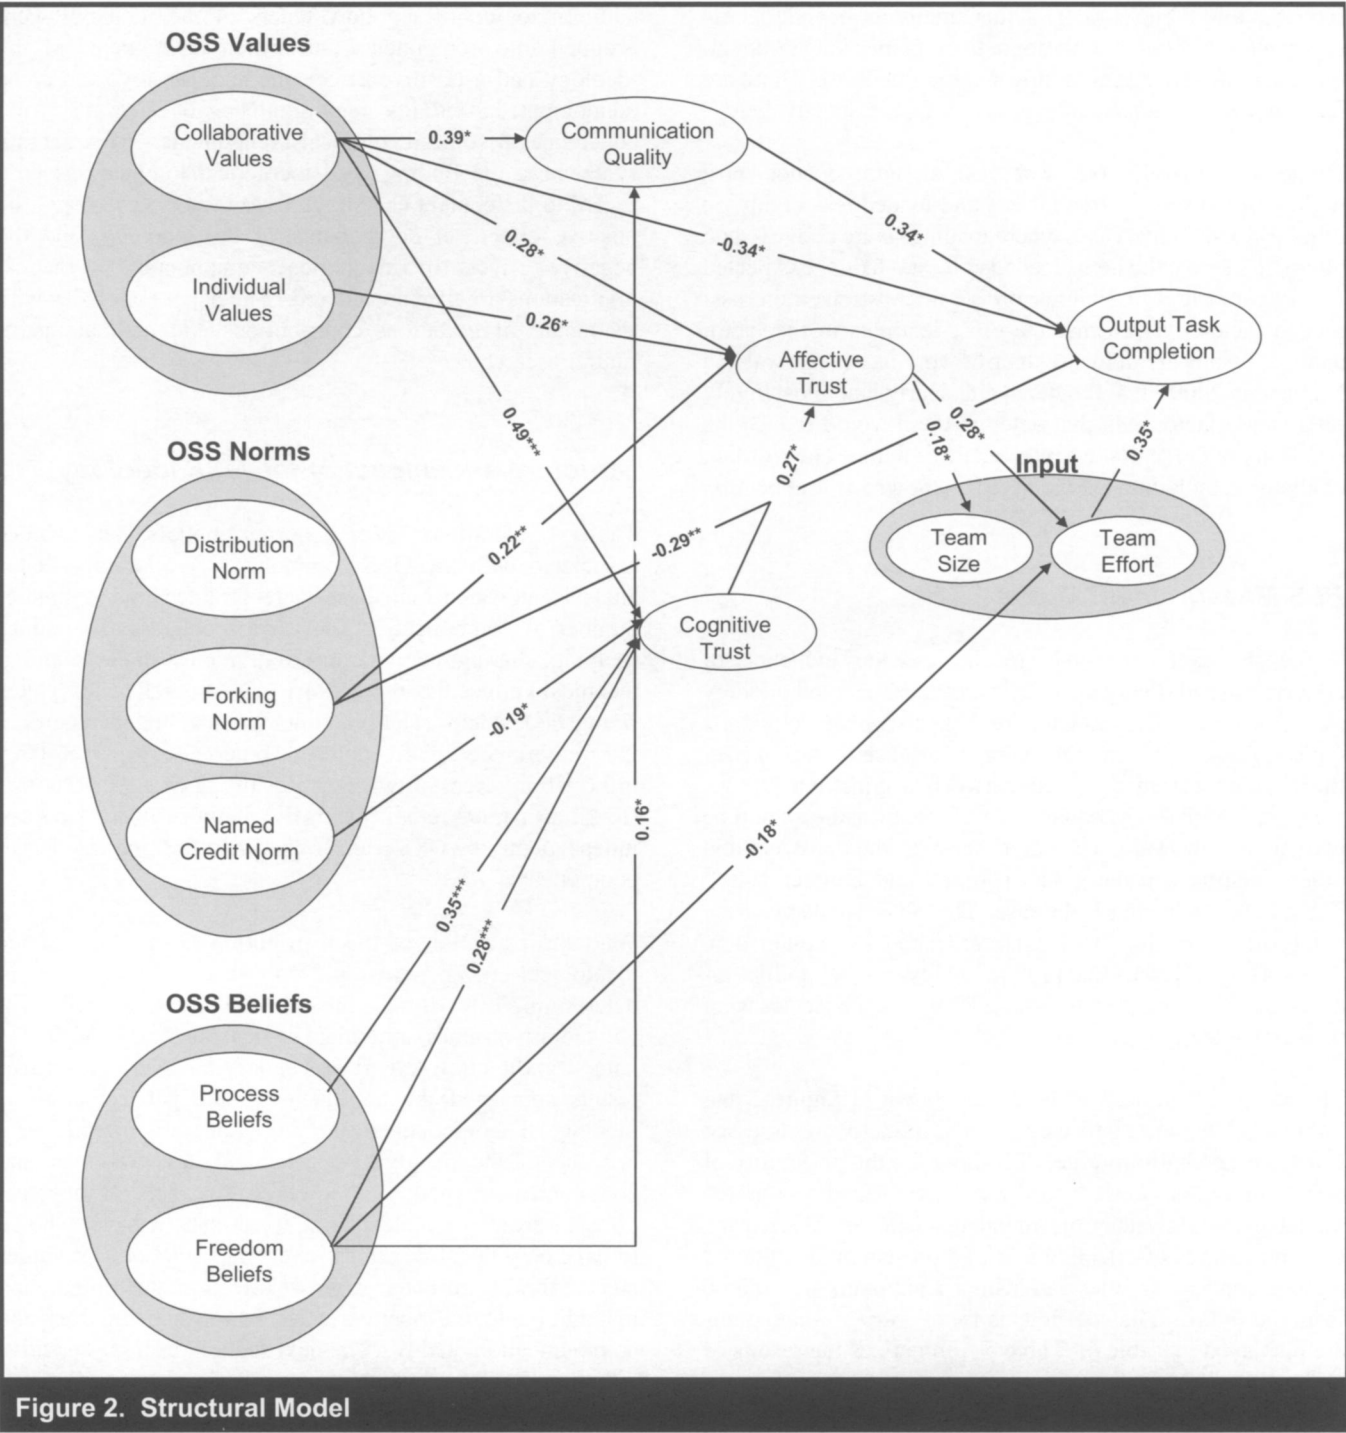 OSS Values
Collaborative
Values
Individual
Values
0.39*
Communication
Quality
0.28*
-0.34*
0.34*
0.26*
Output Task
Completion
Affective
Trust
0.49***
0.27*
0.28*
0.18*
0.35*
OSS Norms
Distribution
Norm
Forking
Norm
Named
Credit Norm
0.22**
-0.29**
Input
Team
Size
Team
Effort
Cognitive
Trust
-0.19*
0.16*
-0.18*
0.35***
0.28***
OSS Beliefs
Process
Beliefs
Freedom
Beliefs
Figure 2. Structural Model